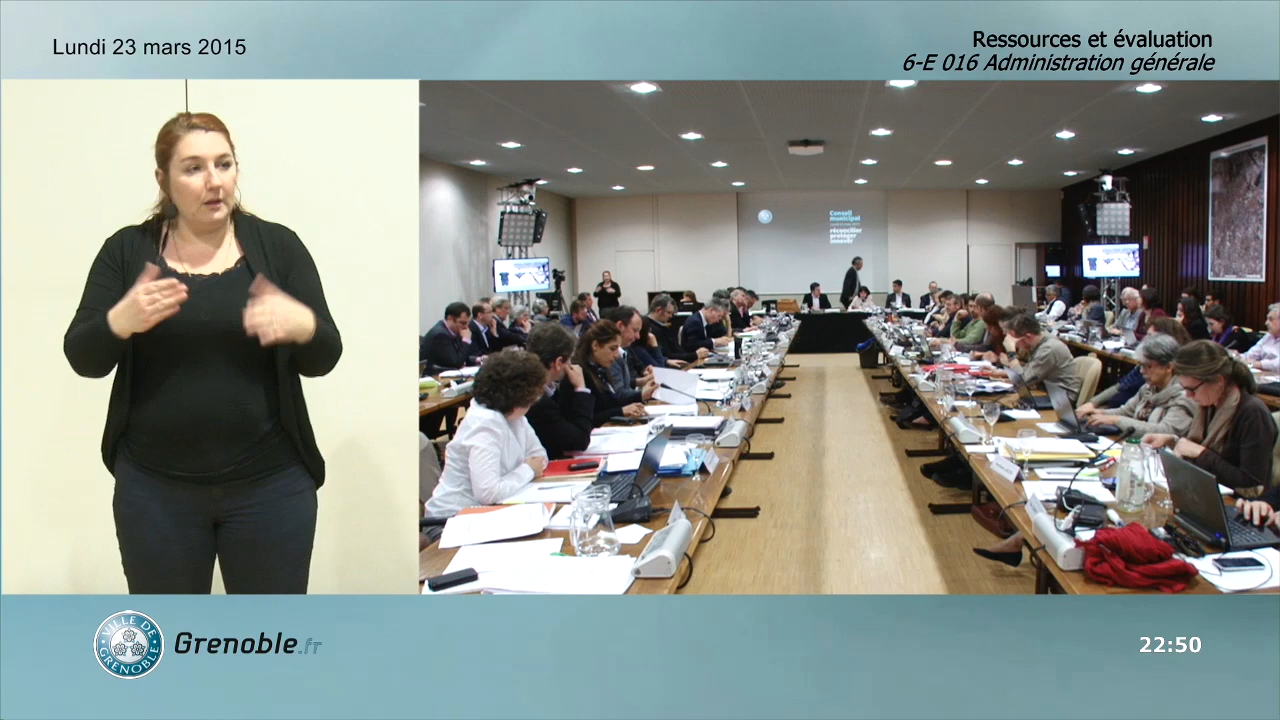 Lundi 23 mars 2015
Ressources et évaluation
6-E 016 Administration générale
Conseil
municipal
réconcilier
protéger
innover
VILLE DE
GRENOBLE
Grenoble.fr
22:50